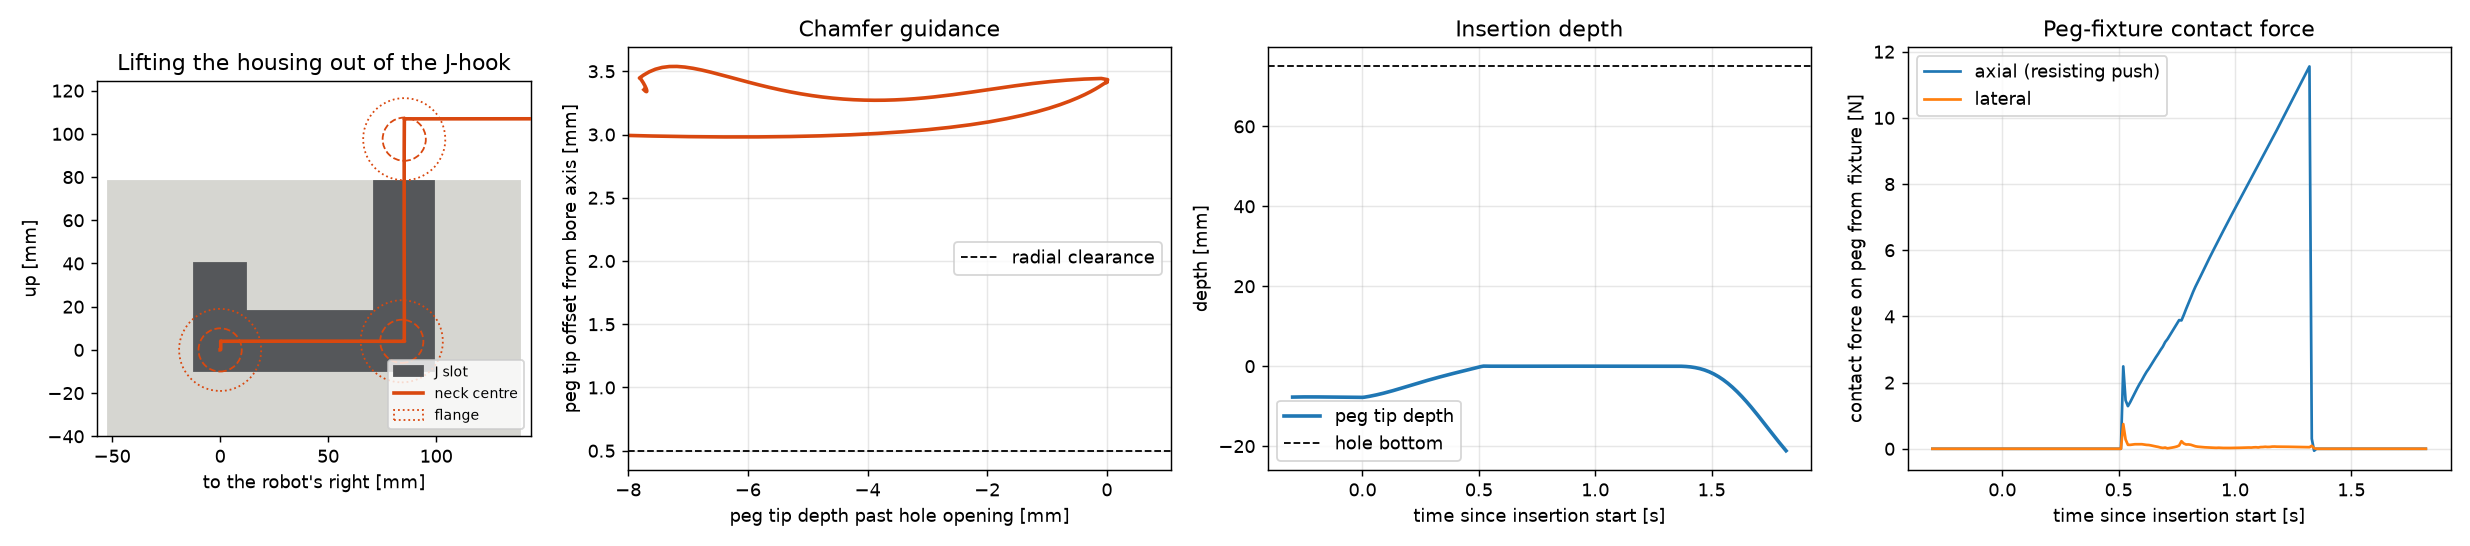 Lifting the housing out of the J-hook
120
100
80
60
40
20
0
−20
−40
up [mm]
−50
0
50
100
to the robot's right [mm]
J slot
neck centre
flange
Chamfer guidance
3.5
3.0
2.5
2.0
1.5
1.0
0.5
peg tip offset from bore axis [mm]
−8
−6
−4
−2
0
peg tip depth past hole opening [mm]
radial clearance
Insertion depth
60
40
20
0
−20
depth [mm]
0.0
0.5
1.0
1.5
time since insertion start [s]
peg tip depth
hole bottom
Peg-fixture contact force
12
10
8
6
4
2
0
contact force on peg from fixture [N]
0.0
0.5
1.0
1.5
time since insertion start [s]
axial (resisting push)
lateral